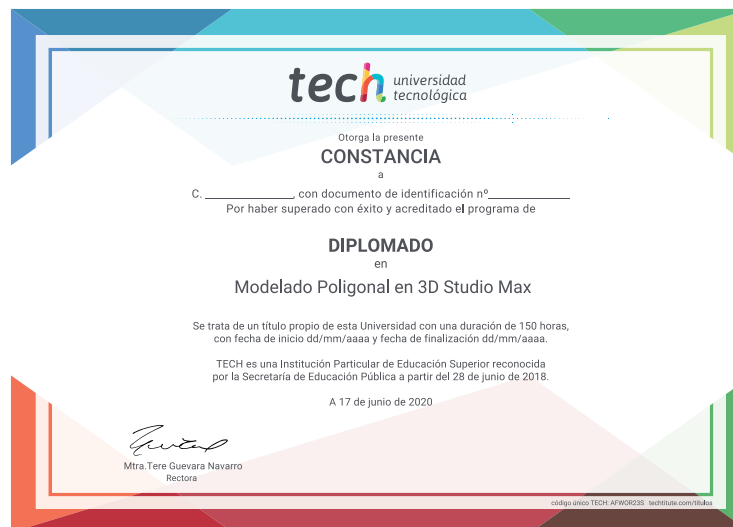 tech universidad
tecnológica
Otorga la presente
CONSTANCIA
a
C. ________________, con documento de identificación nº______________
Por haber superado con éxito y acreditado el programa de
DIPLOMADO
en
Modelado Poligonal en 3D Studio Max
Se trata de un título propio de esta Universidad con una duración de 150 horas,
con fecha de inicio dd/mm/aaaa y fecha de finalización dd/mm/aaaa.
TECH es una Institución Particular de Educación Superior reconocida
por la Secretaría de Educación Pública a partir del 28 de junio de 2018.
A 17 de junio de 2020
Mtra.Tere Guevara Navarro
Rectora
código único TECH: AFWOR23S techtitute.com/titulos